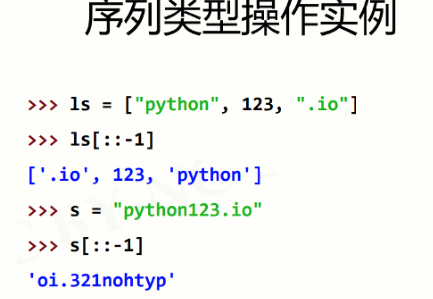 序列类型操作实例
>>> ls = ["python", 123, ".io"]
>>> ls[::-1]
['.io', 123, 'python']
>>> s = "python123.io"
>>> s[::-1]
'oi.321nohtyp'